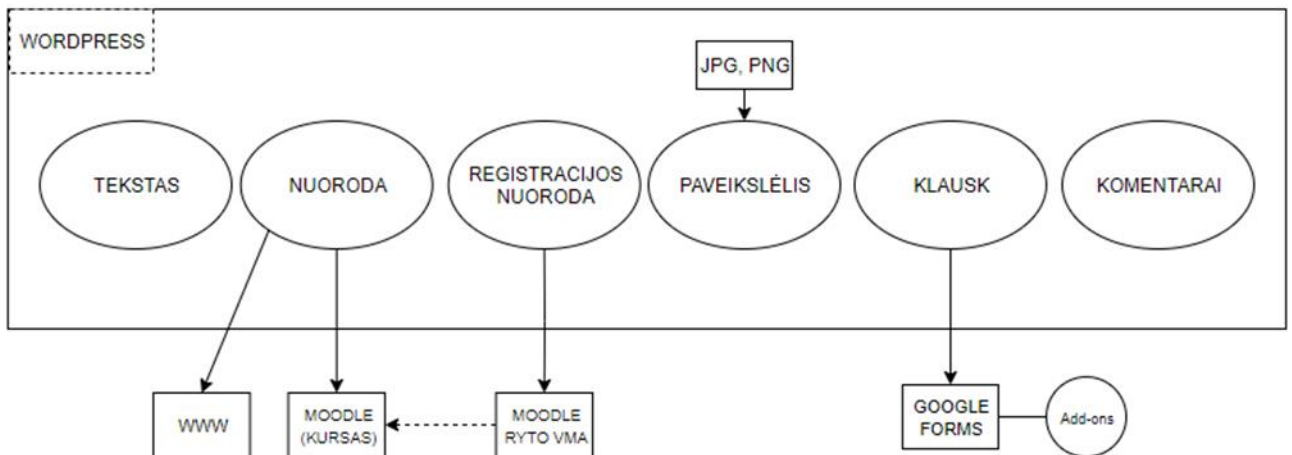 WORDPRESS
JPG, PNG
TEKSTAS
NUORODA
REGISTRACIJOS
NUORODA
PAVEIKSLĖLIS
KLAUSK
KOMENTARAI
WWW
MOODLE
(KURSAS)
MOODLE
RYTO VMA
GOOGLE
FORMS
Add-ons